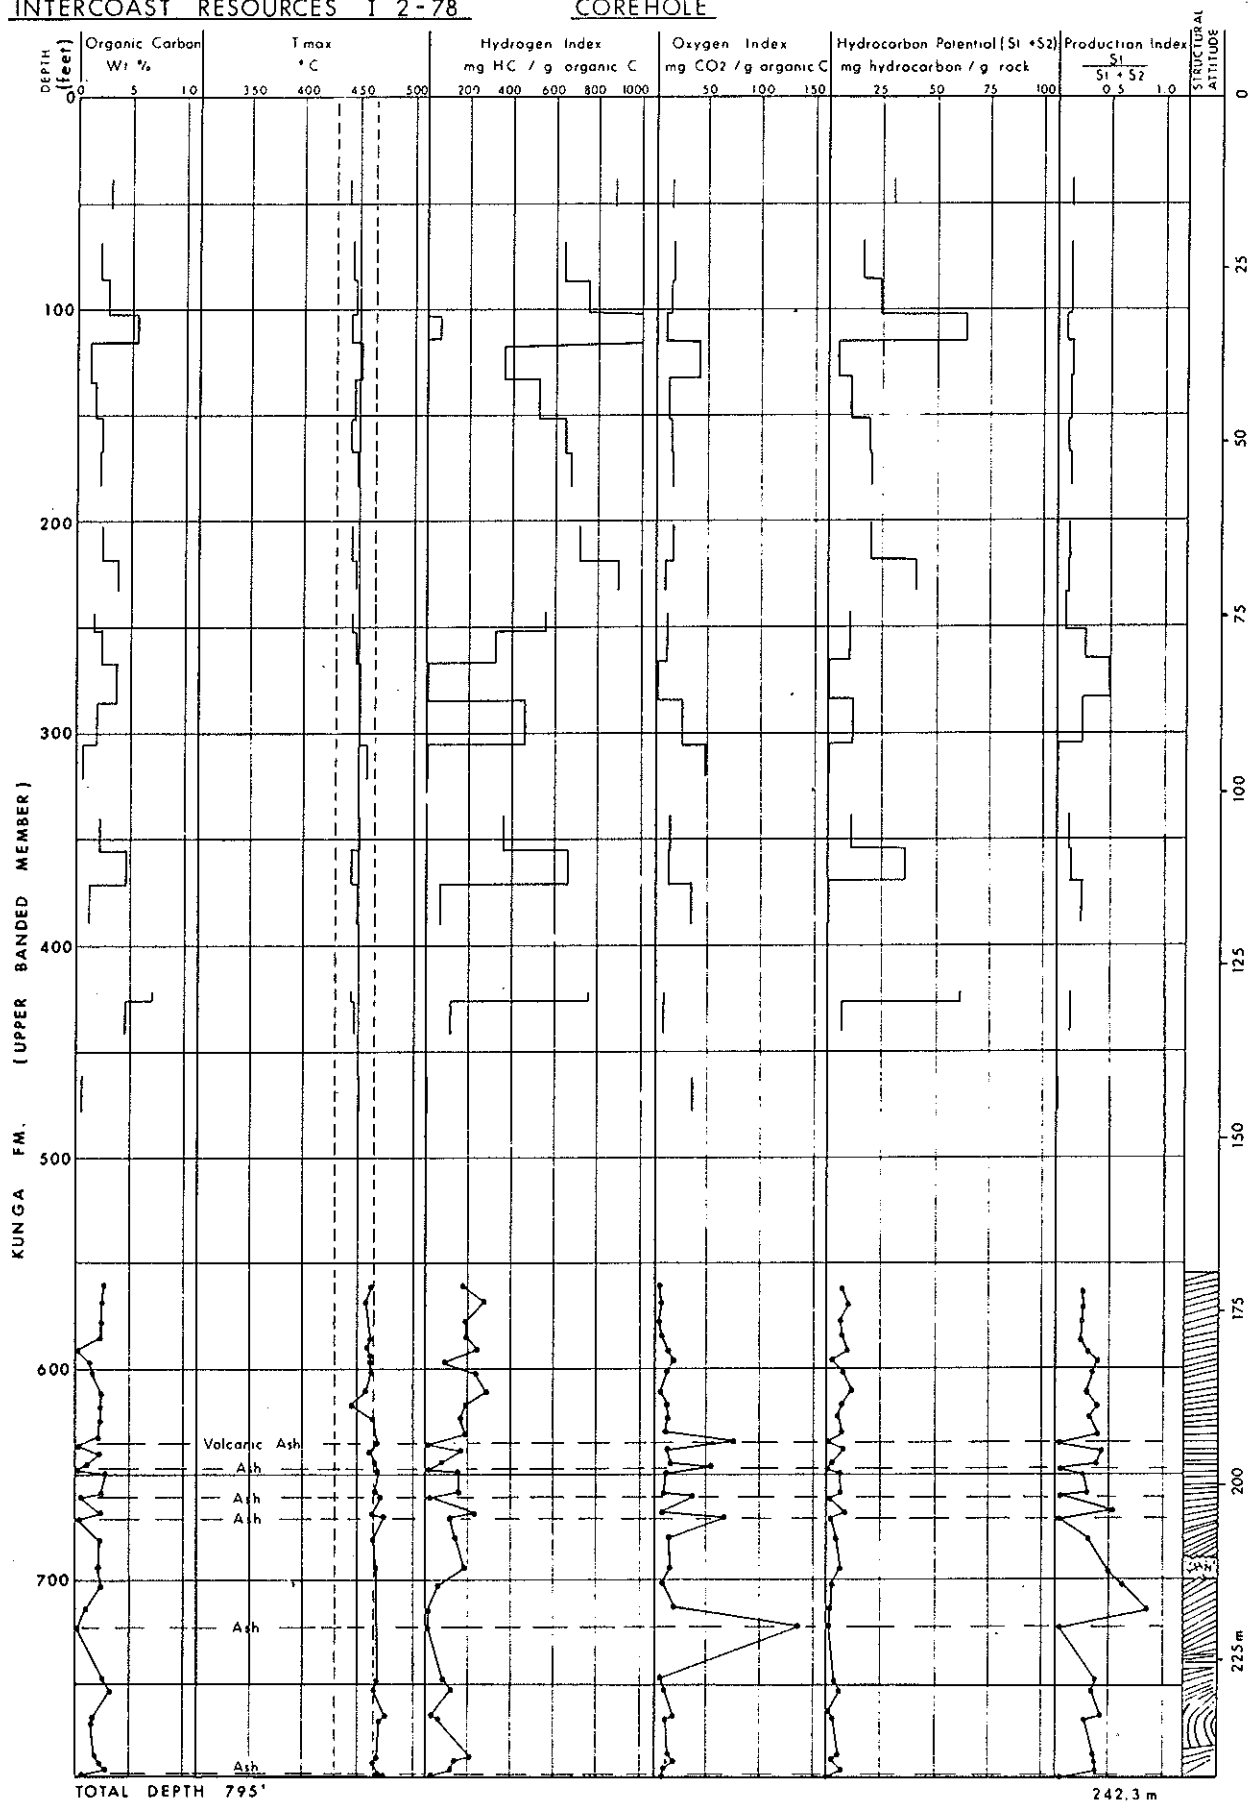 INTERCOAST RESOURCES I 2-78 COREHOLE
DEPTH (feet)
Organic Carbon
Wt %
T max
°C
Hydrogen Index
mg HC / g organic C
Oxygen Index
mg CO2 / g organic C
Hydrocarbon Potential (S1 + S2)
mg hydrocarbon / g rock
Production Index
S1
S1 + S2
STRUCTURAL ATTITUDE
0 0 5 10 150 300 400 450 500 200 400 600 800 1000 50 100 150 25 50 75 100 0.5 1.0 0
25
100
50
200
75
300
100
400
125
150
500
KUNGA FM. (UPPER BANDED MEMBER)
175
600
Volcanic Ash
Ash
200
Ash
Ash
700
Ash
225 m
Ash
TOTAL DEPTH 795'
242.3 m